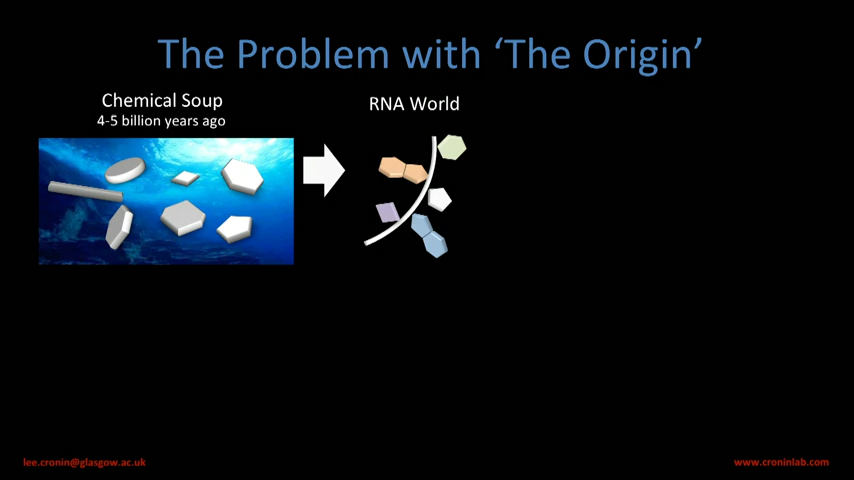 The Problem with ‘The Origin’
Chemical Soup
4-5 billion years ago
RNA World
lee.cronin@glasgow.ac.uk
www.croninlab.com